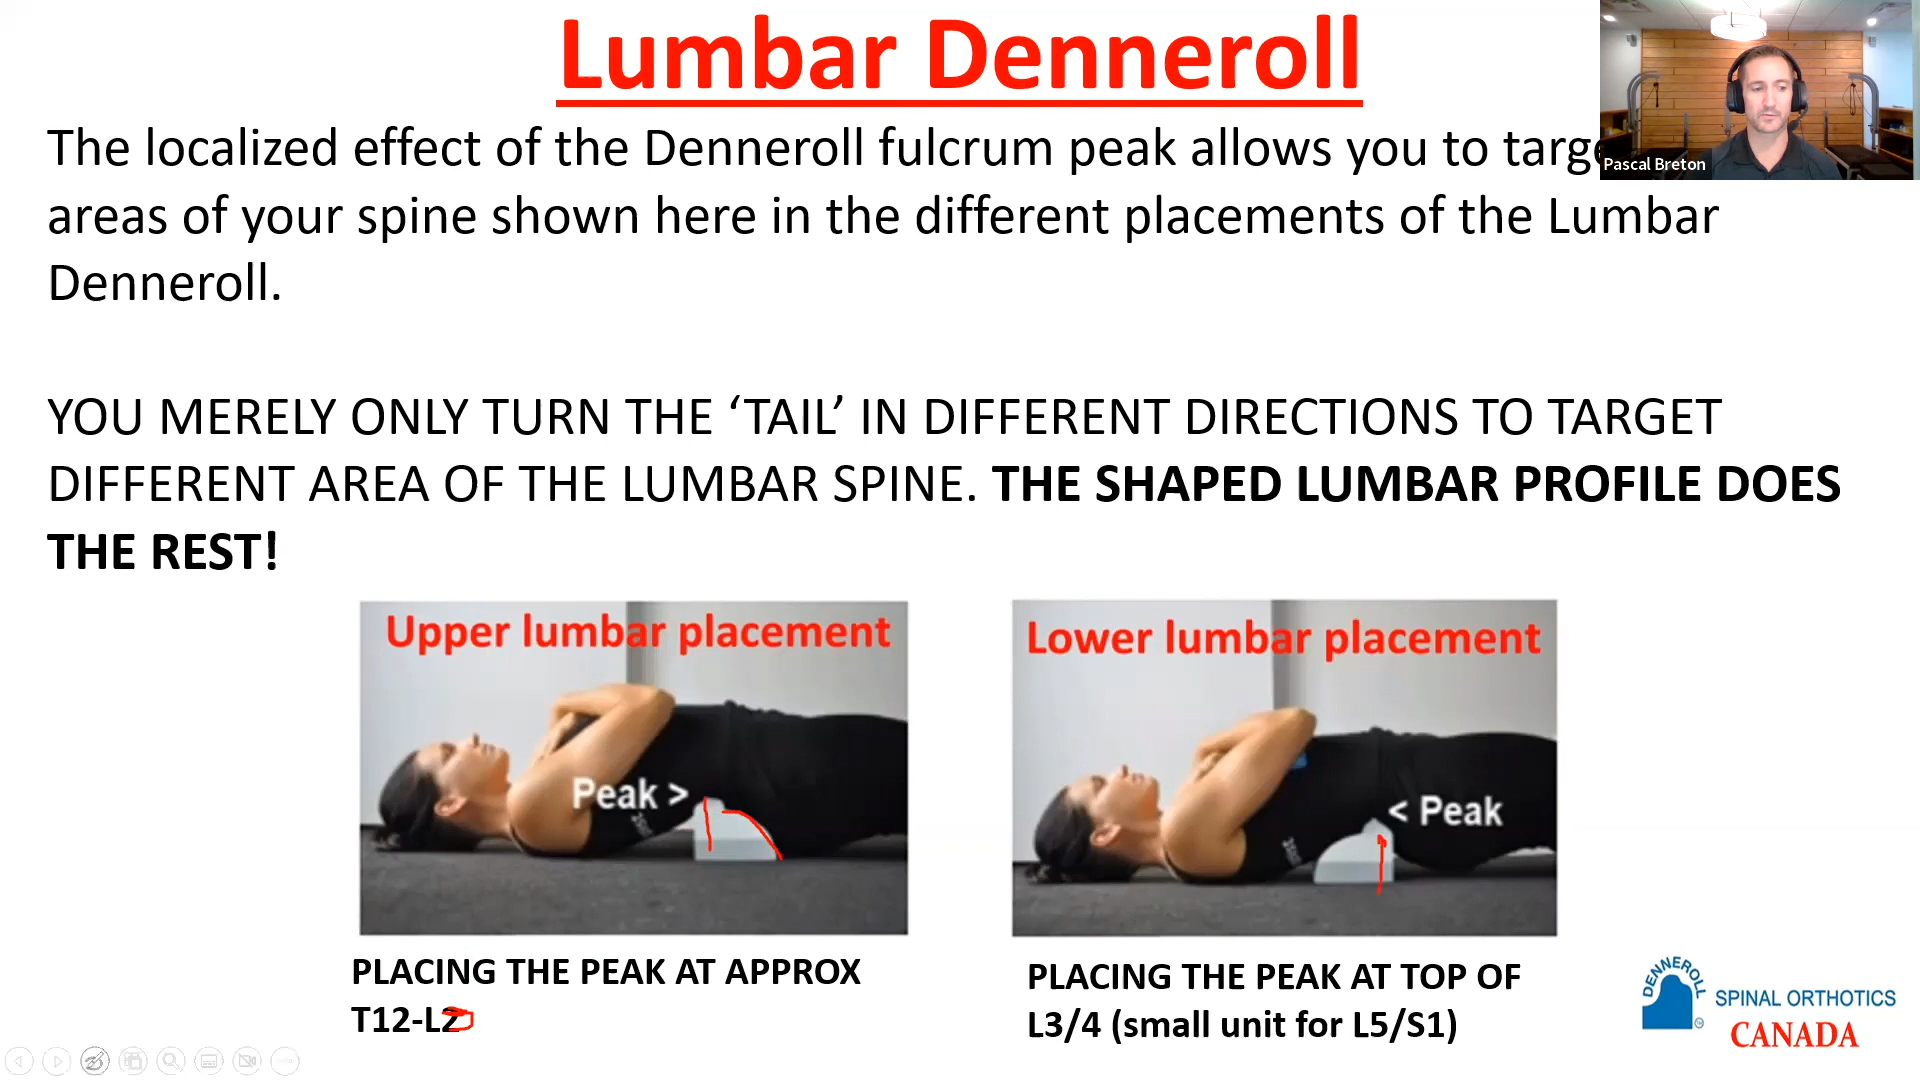 Lumbar Denneroll
The localized effect of the Denneroll fulcrum peak allows you to
Pascal Breton
areas of your spine shown here in the different placements of the Lumbar
Denneroll.
YOU MERELY ONLY TURN THE ‘TAIL’ IN DIFFERENT DIRECTIONS TO TARGET
DIFFERENT AREA OF THE LUMBAR SPINE. THE SHAPED LUMBAR PROFILE DOES
THE REST!
Upper lumbar placement
Peak >
PLACING THE PEAK AT APPROX
T12-L2
Lower lumbar placement
< Peak
PLACING THE PEAK AT TOP OF
L3/4 (small unit for L5/S1)
DENNEROLL
SPINAL ORTHOTICS
CANADA